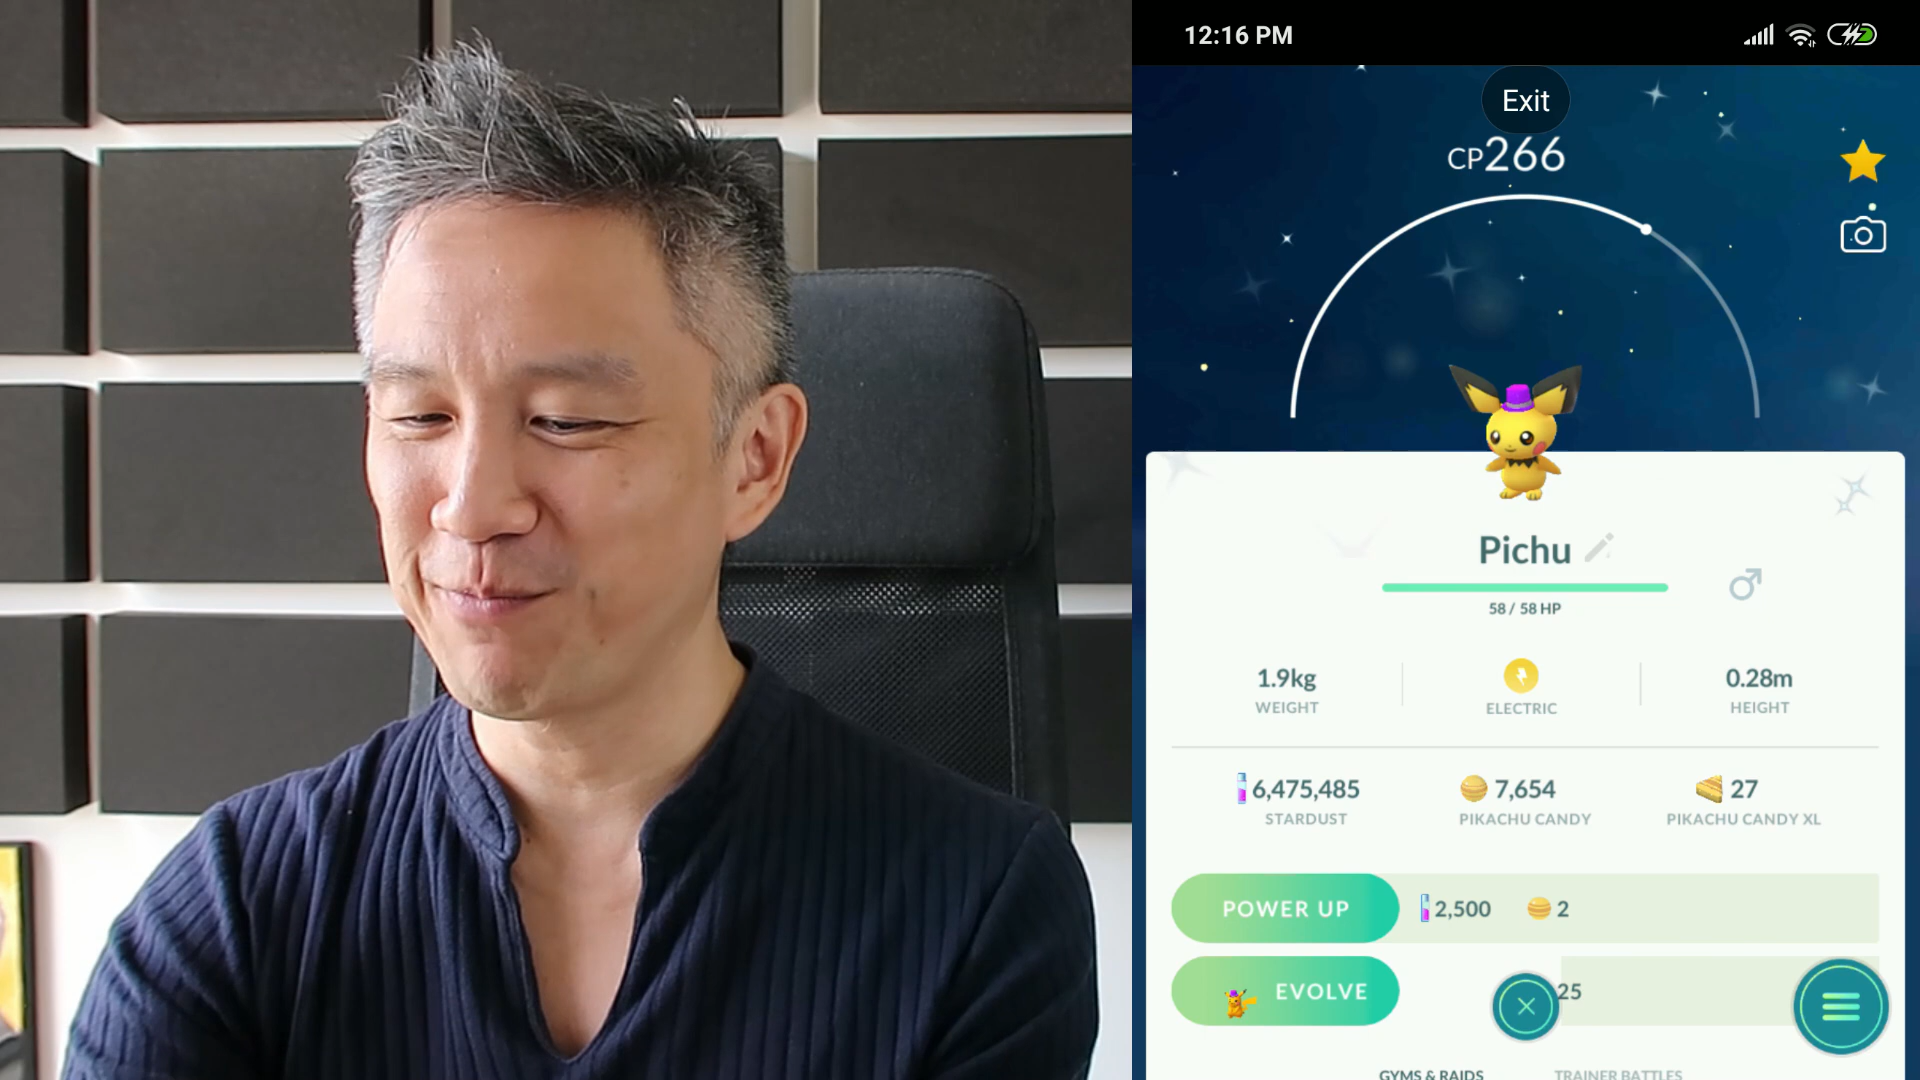 12:16 PM
Exit
CP266
Pichu
58 / 58 HP
1.9kg
WEIGHT
ELECTRIC
0.28m
HEIGHT
6,475,485
STARDUST
7,654
PIKACHU CANDY
27
PIKACHU CANDY XL
POWER UP
2,500
2
EVOLVE
25
GYMS & RAIDS
TRAINER BATTLES